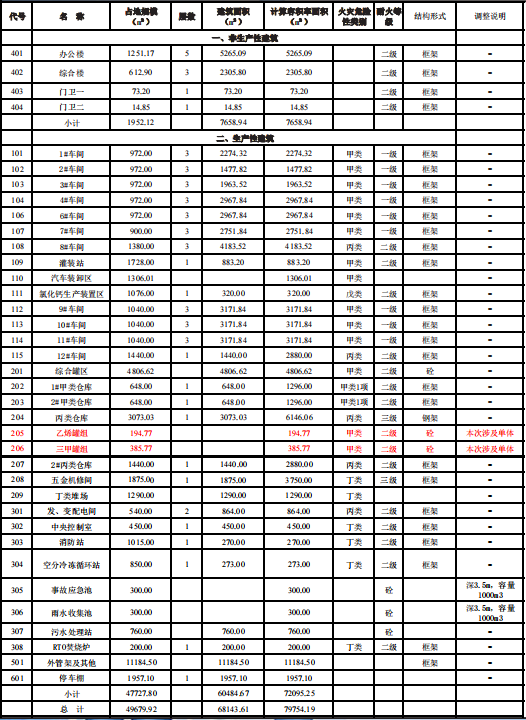 代号 名 称 占地规模（㎡） 层数 建筑面积（㎡） 计算容积率面积（㎡） 火灾危险性类别 耐火等级 结构形式 调整说明
一、非生产性建筑
401 办公楼 1251.17 5 5265.09 5265.09 二级 框架 -
402 综合楼 612.90 3 2305.80 2305.80 二级 框架 -
403 门卫一 73.20 1 73.20 73.20 二级 框架 -
404 门卫二 14.85 1 14.85 14.85 二级 框架 -
小计 1952.12 7658.94 7658.94
二、生产性建筑
101 1#车间 972.00 3 2274.32 2274.32 甲类 一级 框架 -
102 2#车间 972.00 3 1477.82 1477.82 甲类 一级 框架 -
103 3#车间 972.00 3 1963.52 1963.52 甲类 一级 框架 -
104 4#车间 972.00 3 2967.84 2967.84 甲类 一级 框架 -
106 6#车间 972.00 3 2967.84 2967.84 甲类 一级 框架 -
107 7#车间 900.00 3 2751.84 2751.84 甲类 一级 框架 -
108 8#车间 1380.00 3 4183.52 4183.52 丙类 二级 框架 -
109 灌装站 1728.00 1 883.20 883.20 甲类 二级 框架 -
110 汽车装卸区 1306.01 1306.01 甲类 -
111 氯化钙生产装置区 1076.00 1 320.00 320.00 戊类 二级 框架 -
112 9#车间 1040.00 3 3171.84 3171.84 甲类 一级 框架 -
113 10#车间 1040.00 3 3171.84 3171.84 甲类 一级 框架 -
114 11#车间 1040.00 3 3171.84 3171.84 甲类 一级 框架 -
115 12#车间 1440.00 1 1440.00 2880.00 丙类 二级 框架 -
201 综合罐区 4806.62 4806.62 4806.62 甲类 二级 砼 -
202 1#甲类仓库 648.00 1 648.00 1296.00 甲类1项 二级 框架 -
203 2#甲类仓库 648.00 1 648.00 1296.00 甲类1项 二级 框架 -
204 丙类仓库 3073.03 1 3073.03 6146.06 丙类 三级 钢架 -
205 乙烯罐组 194.77 194.77 甲类 二级 砼 本次涉及单体
206 三甲罐组 385.77 385.77 甲类 二级 砼 本次涉及单体
207 2#丙类仓库 1440.00 1 1440.00 2880.00 丙类 二级 框架 -
208 五金机修间 1875.00 1 1875.00 3750.00 丁类 三级 框架 -
209 丁类堆场 1290.00 1290.00 1290.00 丁类 -
301 发、变配电间 540.00 2 864.00 864.00 丙类 二级 框架 -
302 中央控制室 450.00 1 450.00 450.00 丁类 二级 框架 -
303 消防站 1015.00 1 270.00 270.00 丁类 二级 框架 -
304 空分冷冻循环站 850.00 1 273.00 273.00 丁类 二级 框架 -
305 事故应急池 300.00 300.00 砼 深3.5m，容量1000m3
306 雨水收集池 300.00 300.00 砼 深3.5m，容量1000m3
307 污水处理站 760.00 760.00 760.00 砼 -
308 RTO焚烧炉 200.00 1 200.00 200.00 丁类 二级 框架 -
501 外管架及其他 11184.50 11184.50 11184.50 框架 -
601 停车棚 1957.10 1 1957.10 1957.10 -
小计 47727.80 60484.67 72095.25
总 计 49679.92 68143.61 79754.19